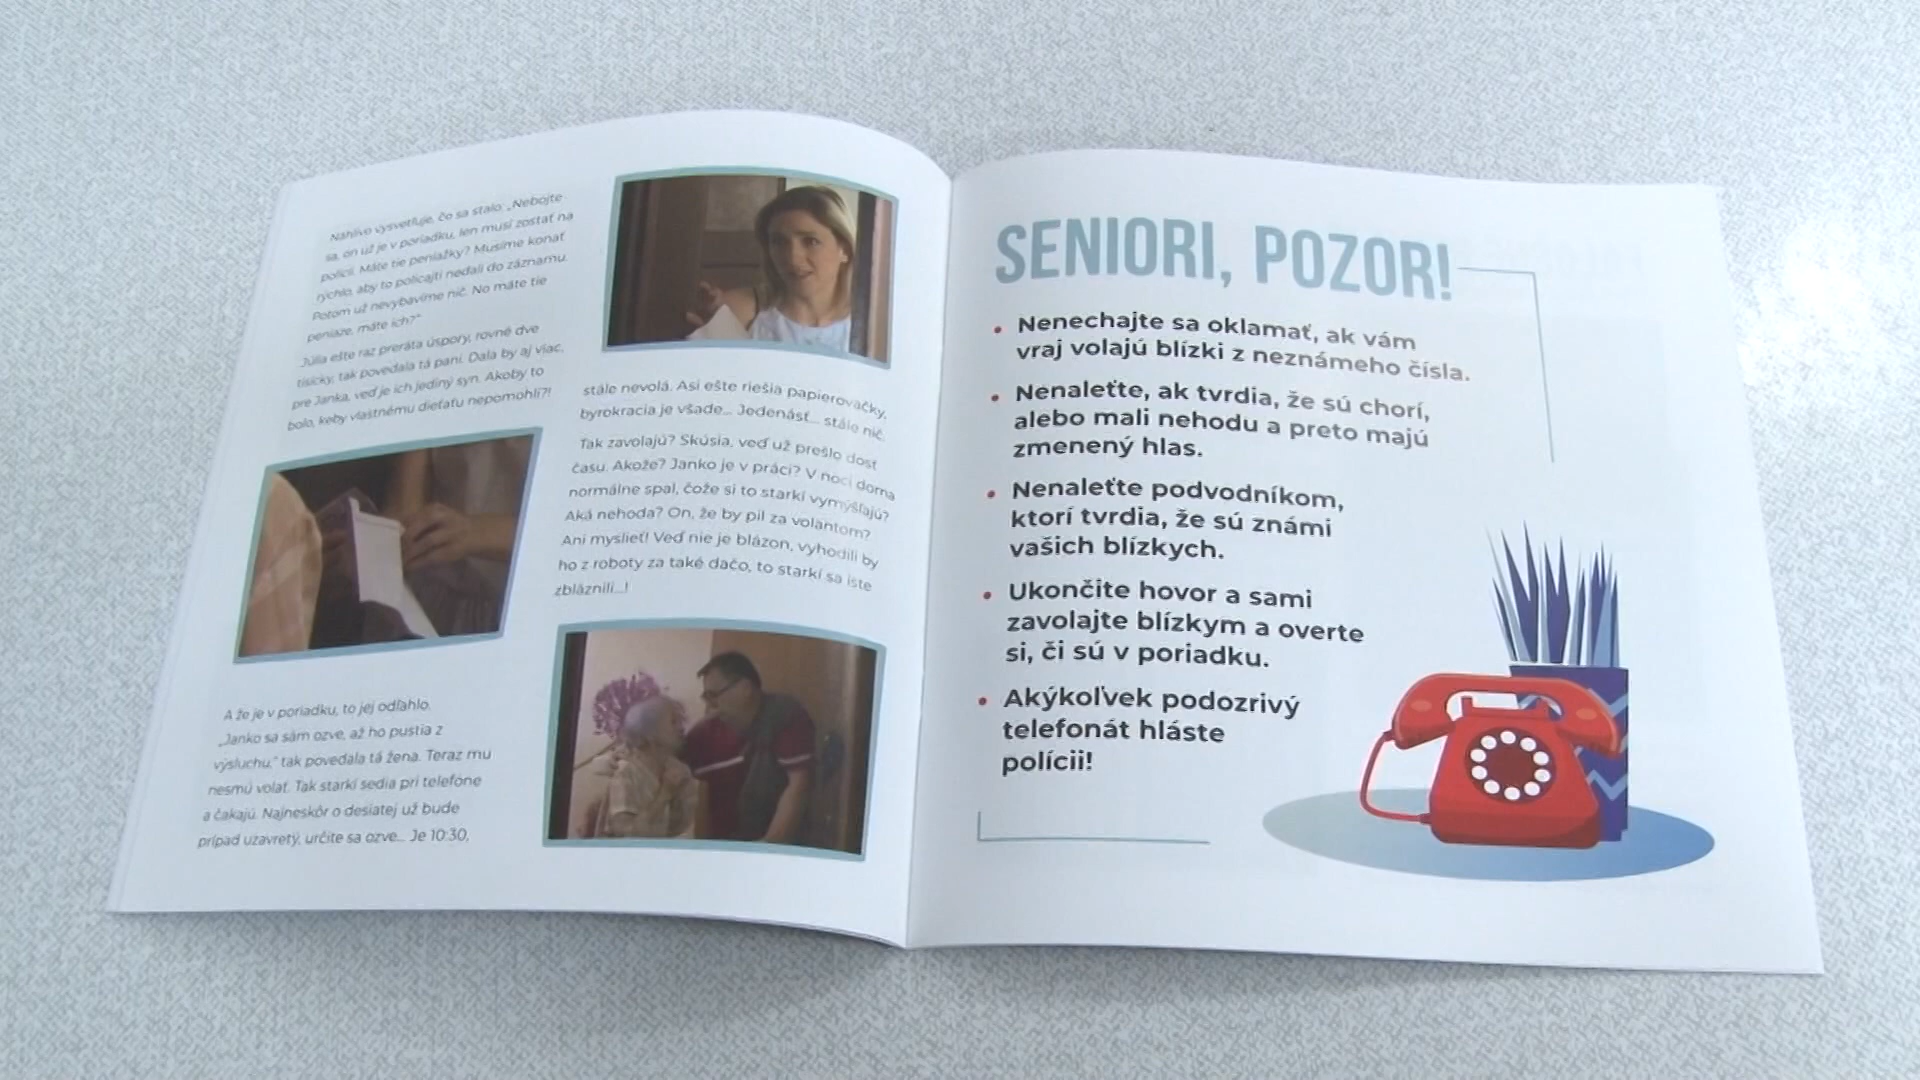 Náhlivo vysvetľuje, čo sa stalo: „Nebojte
sa, on už je v poriadku, len musí zostať na
polícii. Máte tie peniažky? Musíme konať
rýchlo, aby to policajti nedali do záznamu.
Potom už nevybavíme nič. No máte tie
peniaze, máte ich?"
Júlia ešte raz preráta úspory, rovné dve
tisícky, tak povedala tá pani. Dala by aj viac,
pre Janka, veď je ich jediný syn. Akoby to
bolo, keby vlastnému dieťaťu nepomohli?!
A že je v poriadku, to jej odľahlo.
„Janko sa sám ozve, až ho pustia z
výsluchu," tak povedala tá žena. Teraz mu
nesmú volať. Tak starkí sedia pri telefóne
a čakajú. Najneskôr o desiatej už bude
prípad uzavretý, určite sa ozve... Je 10:30,
stále nevolá. Asi ešte riešia papierovačky,
byrokracia je všade... Jedenásť... stále nič.
Tak zavolajú? Skúsia, veď už prešlo dosť
času. Akože? Janko je v práci? V noci doma
normálne spal, čože si to starkí vymýšľajú?
Aká nehoda? On, že by pil za volantom?
Ani myslieť! Veď nie je blázon, vyhodili by
ho z roboty za také dačo, to starkí sa iste
zbláznili...!
SENIORI, POZOR!
• Nenechajte sa oklamať, ak vám
vraj volajú blízki z neznámeho čísla.
• Nenaleťte, ak tvrdia, že sú chorí,
alebo mali nehodu a preto majú
zmenený hlas.
• Nenaleťte podvodníkom,
ktorí tvrdia, že sú známi
vašich blízkych.
• Ukončite hovor a sami
zavolajte blízkym a overte
si, či sú v poriadku.
• Akýkoľvek podozrivý
telefonát hláste
polícii!